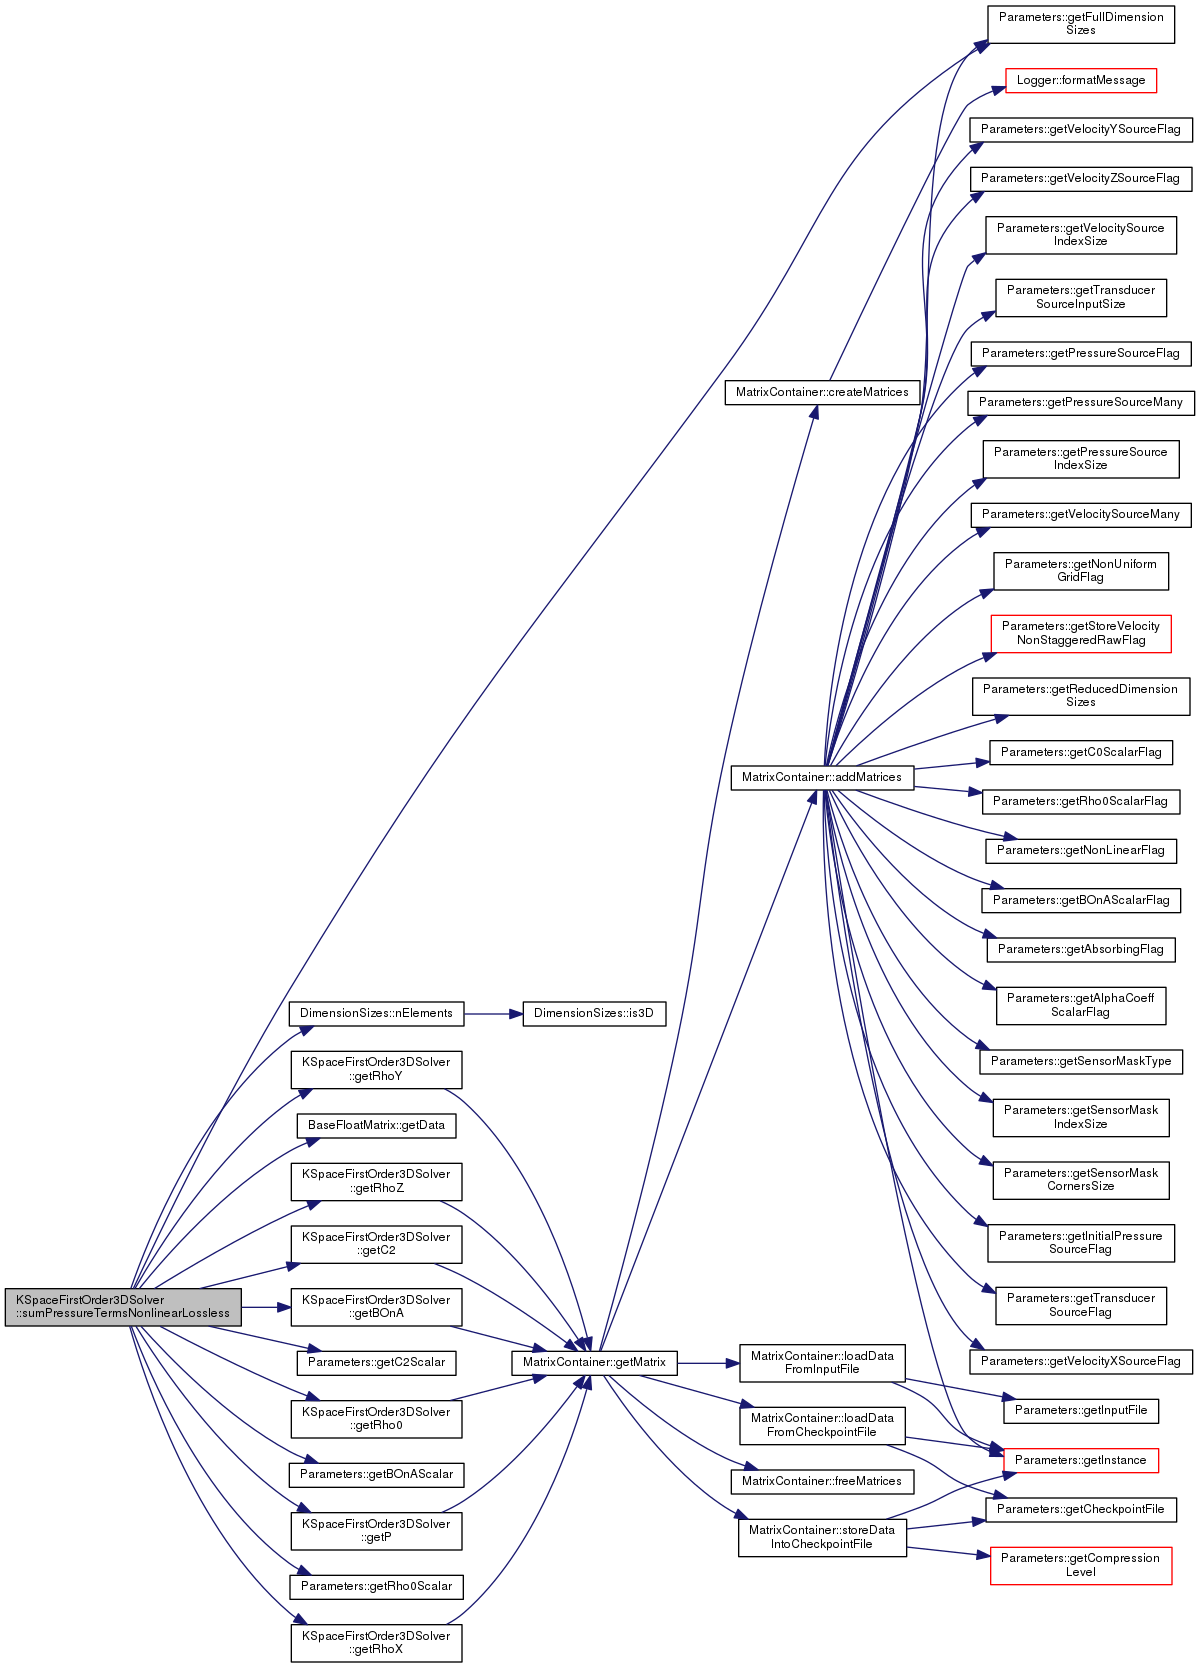 KSpaceFirstOrder3DSolver
::sumPressureTermsNonlinearLossless
DimensionSizes::nElements
KSpaceFirstOrder3DSolver
::getRhoY
BaseFloatMatrix::getData
KSpaceFirstOrder3DSolver
::getRhoZ
KSpaceFirstOrder3DSolver
::getC2
KSpaceFirstOrder3DSolver
::getBOnA
Parameters::getC2Scalar
KSpaceFirstOrder3DSolver
::getRho0
Parameters::getBOnAScalar
KSpaceFirstOrder3DSolver
::getP
Parameters::getRho0Scalar
KSpaceFirstOrder3DSolver
::getRhoX
DimensionSizes::is3D
MatrixContainer::getMatrix
MatrixContainer::createMatrices
MatrixContainer::addMatrices
MatrixContainer::loadData
FromInputFile
MatrixContainer::loadData
FromCheckpointFile
MatrixContainer::freeMatrices
MatrixContainer::storeData
IntoCheckpointFile
Parameters::getFullDimension
Sizes
Logger::formatMessage
Parameters::getVelocityYSourceFlag
Parameters::getVelocityZSourceFlag
Parameters::getVelocitySource
IndexSize
Parameters::getTransducer
SourceInputSize
Parameters::getPressureSourceFlag
Parameters::getPressureSourceMany
Parameters::getPressureSource
IndexSize
Parameters::getVelocitySourceMany
Parameters::getNonUniform
GridFlag
Parameters::getStoreVelocity
NonStaggeredRawFlag
Parameters::getReducedDimension
Sizes
Parameters::getC0ScalarFlag
Parameters::getRho0ScalarFlag
Parameters::getNonLinearFlag
Parameters::getBOnAScalarFlag
Parameters::getAbsorbingFlag
Parameters::getAlphaCoeff
ScalarFlag
Parameters::getSensorMaskType
Parameters::getSensorMask
IndexSize
Parameters::getSensorMask
CornersSize
Parameters::getInitialPressure
SourceFlag
Parameters::getTransducer
SourceFlag
Parameters::getVelocityXSourceFlag
Parameters::getInputFile
Parameters::getInstance
Parameters::getCheckpointFile
Parameters::getCompression
Level